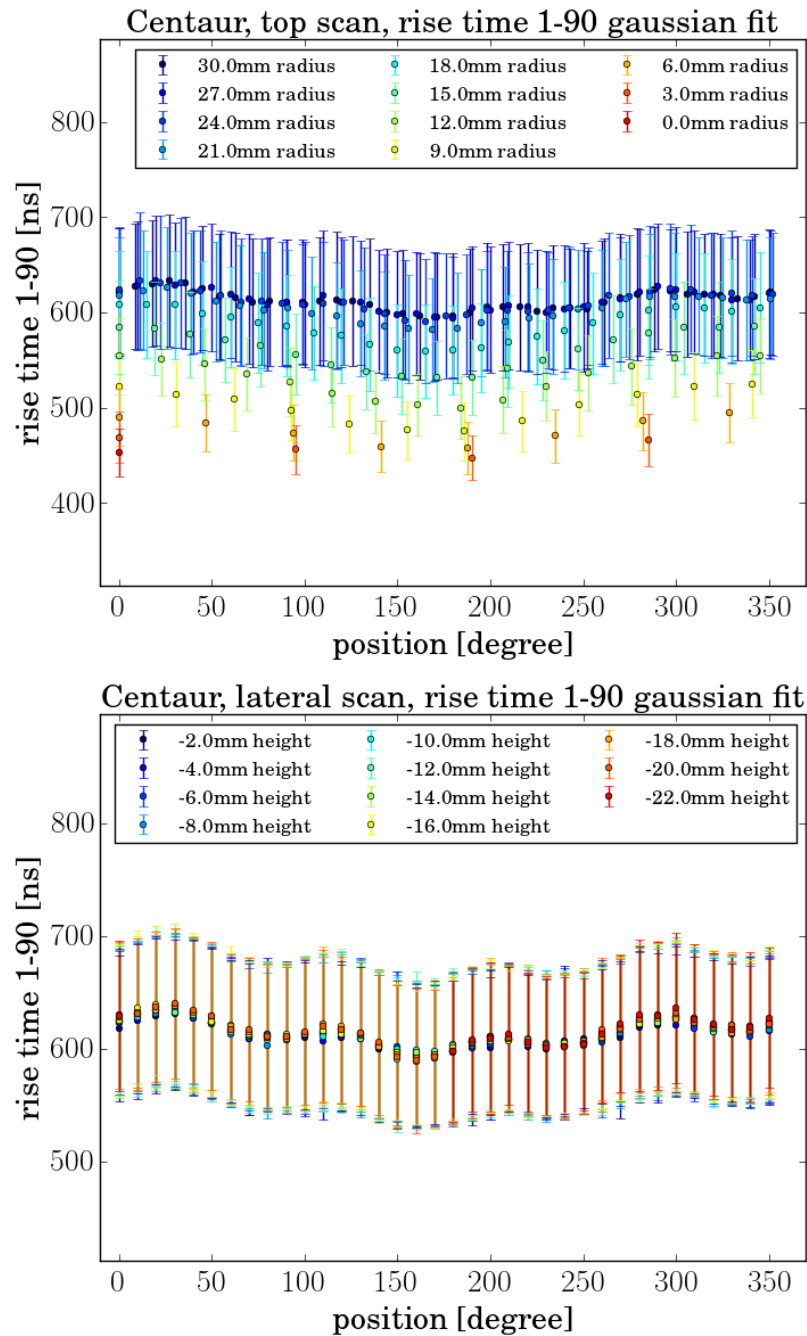 Centaur, top scan, rise time 1-90 gaussian fit
30.0mm radius 18.0mm radius 6.0mm radius
27.0mm radius 15.0mm radius 3.0mm radius
24.0mm radius 12.0mm radius 0.0mm radius
21.0mm radius 9.0mm radius
800
700
600
500
400
rise time 1-90 [ns]
0 50 100 150 200 250 300 350
position [degree]
Centaur, lateral scan, rise time 1-90 gaussian fit
-2.0mm height -10.0mm height -18.0mm height
-4.0mm height -12.0mm height -20.0mm height
-6.0mm height -14.0mm height -22.0mm height
-8.0mm height -16.0mm height
800
700
600
500
rise time 1-90 [ns]
0 50 100 150 200 250 300 350
position [degree]